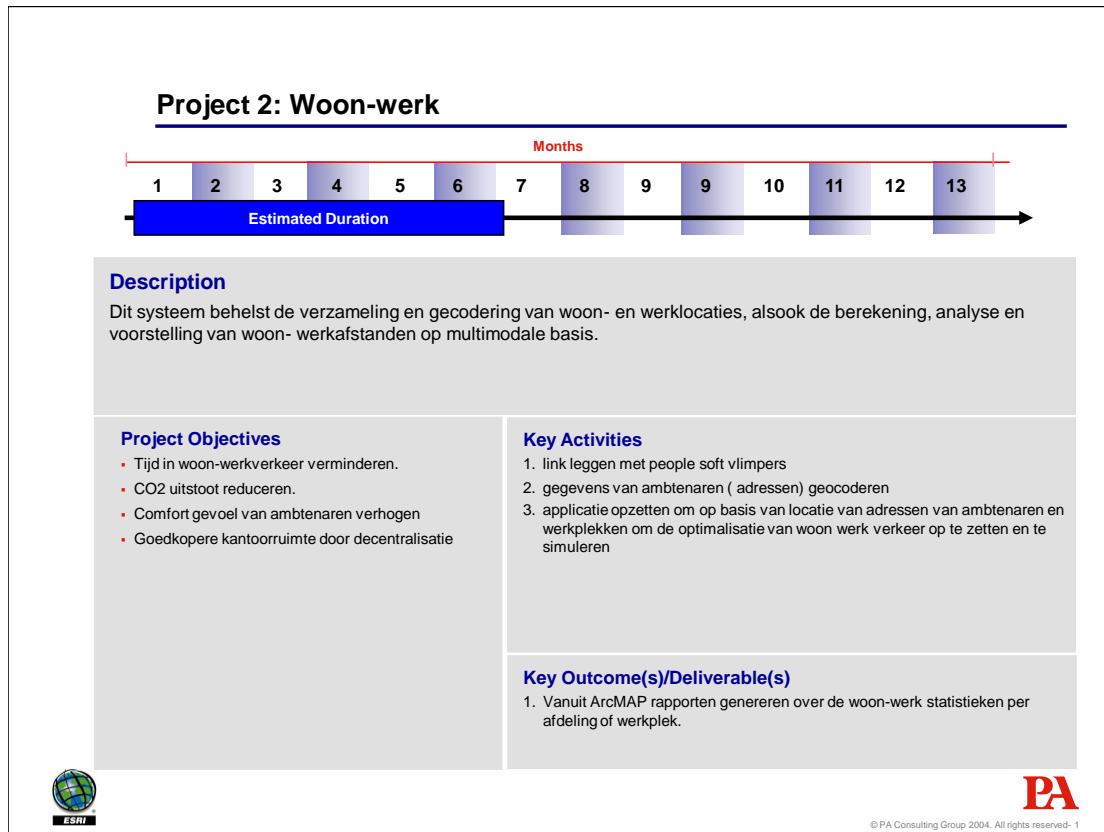 Project 2: Woon-werk
Months
1 2 3 4 5 6 7 8 9 9 10 11 12 13
Estimated Duration
Description
Dit systeem behelst de verzameling en gecodering van woon- en werklocaties, alsook de berekening, analyse en
voorstelling van woon- werkafstanden op multimodale basis.
Project Objectives
▪ Tijd in woon-werkverkeer verminderen.
▪ CO2 uitstoot reduceren.
▪ Comfort gevoel van ambtenaren verhogen
▪ Goedkopere kantoorruimte door decentralisatie
Key Activities
1. link leggen met people soft vlimpers
2. gegevens van ambtenaren ( adressen) geocoderen
3. applicatie opzetten om op basis van locatie van adressen van ambtenaren en
werkplekken om de optimalisatie van woon werk verkeer op te zetten en te
simuleren
Key Outcome(s)/Deliverable(s)
1. Vanuit ArcMAP rapporten genereren over de woon-werk statistieken per
afdeling of werkplek.
ESRI
PA
© PA Consulting Group 2004. All rights reserved- 1